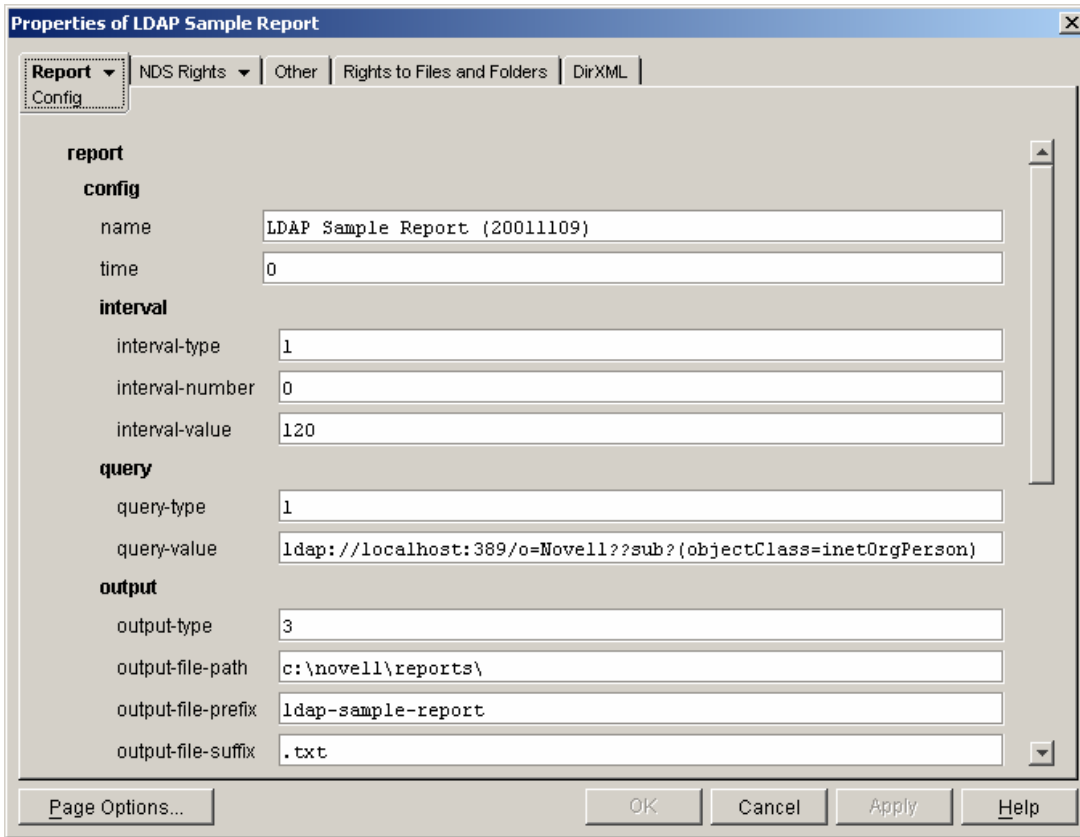 Properties of LDAP Sample Report
Report NDS Rights Other Rights to Files and Folders DirXML
Config
report
config
name LDAP Sample Report (20011109)
time 0
interval
interval-type 1
interval-number 0
interval-value 120
query
query-type 1
query-value ldap://localhost:389/o=Novell??sub?(objectClass=inetOrgPerson)
output
output-type 3
output-file-path c:\novell\reports\
output-file-prefix ldap-sample-report
output-file-suffix .txt
Page Options... OK Cancel Apply Help